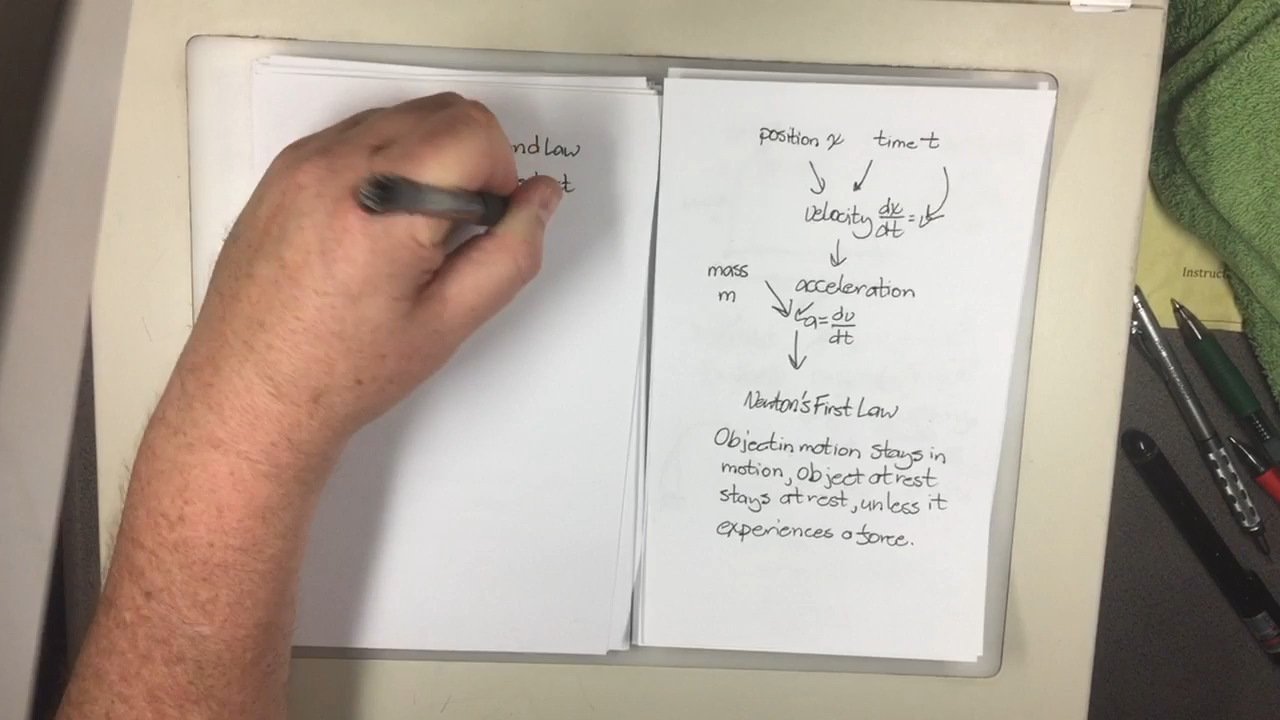 nd Law
position x time t
velocity dx/dt = v
mass
m
acceleration
a = dv/dt
Newton's First Law
Object in motion stays in
motion, Object at rest
stays at rest, unless it
experiences a force.
Instruc